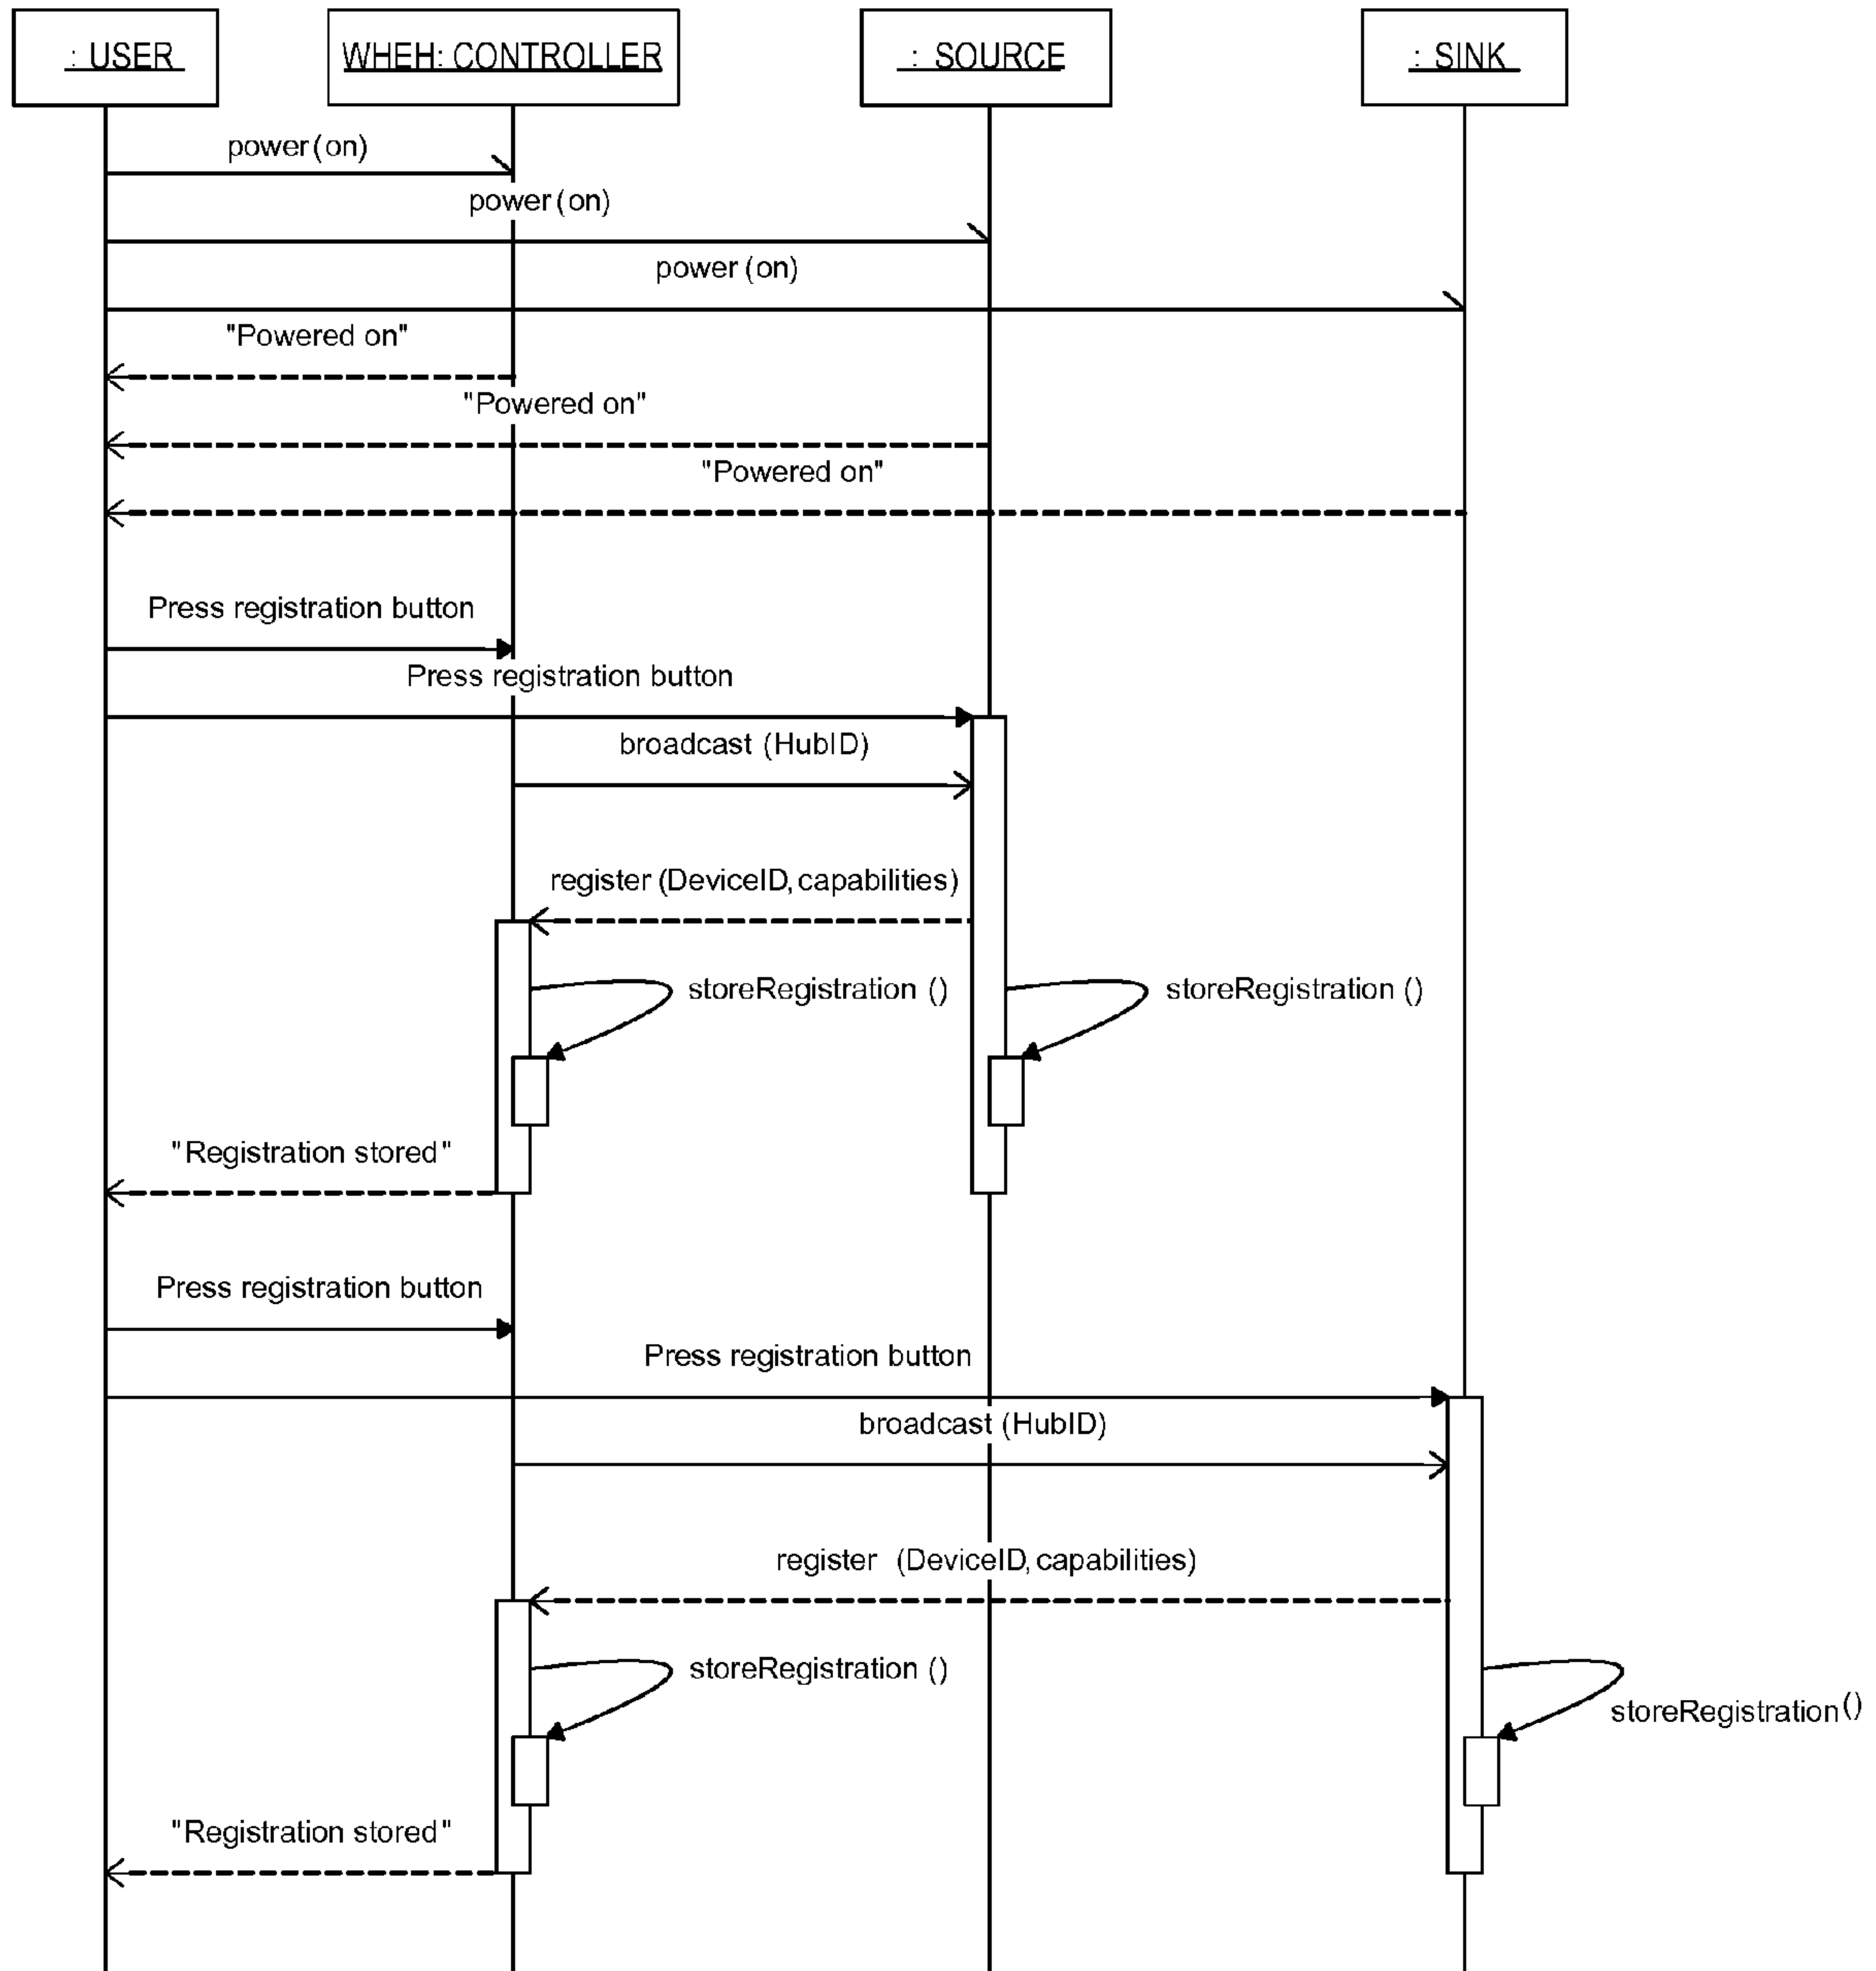 : USER
WHEH: CONTROLLER
: SOURCE
: SINK
power (on)
power (on)
power (on)
"Powered on"
"Powered on"
"Powered on"
Press registration button
Press registration button
broadcast (HubID)
register (DeviceID, capabilities)
storeRegistration ()
storeRegistration ()
"Registration stored"
Press registration button
Press registration button
broadcast (HubID)
register (DeviceID, capabilities)
storeRegistration ()
storeRegistration ()
"Registration stored"